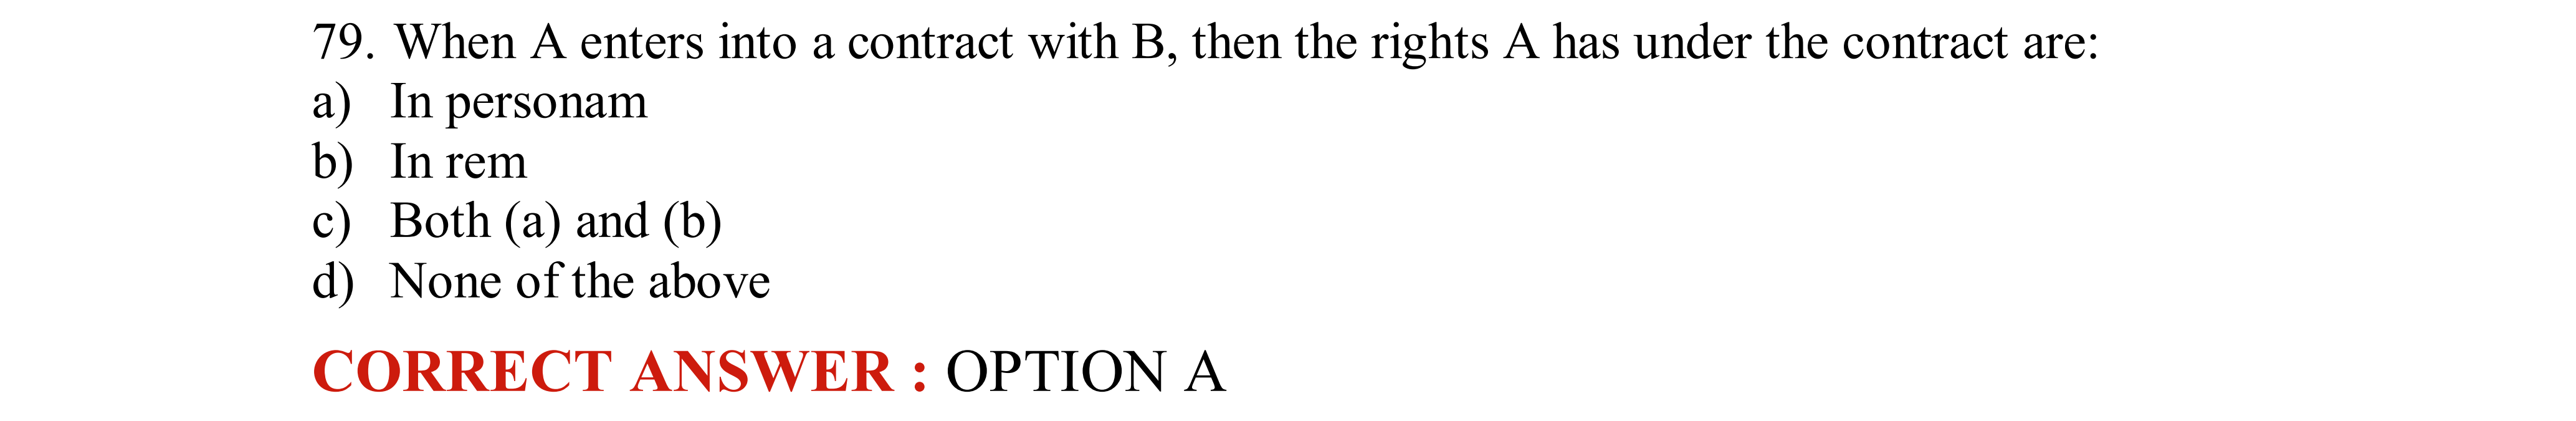 79. When A enters into a contract with B, then the rights A has under the contract are:
a) In personam
b) In rem
c) Both (a) and (b)
d) None of the above
CORRECT ANSWER : OPTION A